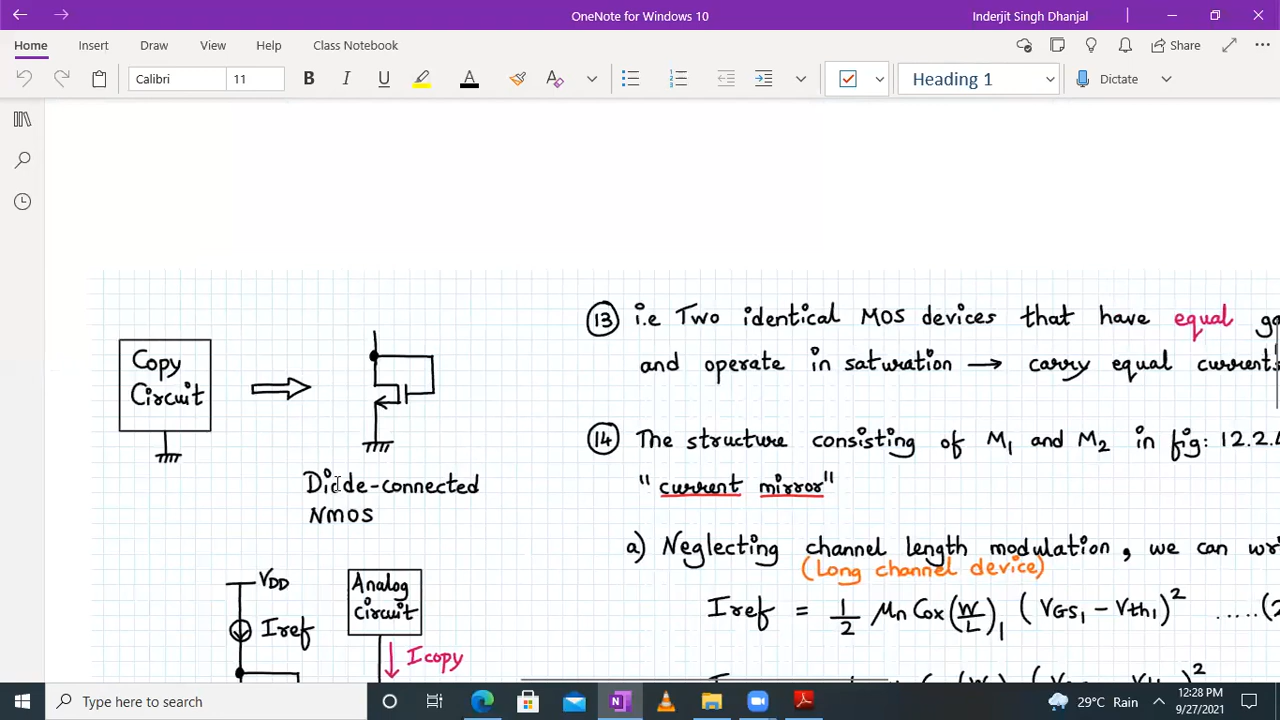 OneNote for Windows 10
Inderjit Singh Dhanjal
Home Insert Draw View Help Class Notebook
Share
Calibri 11 B I U A Heading 1 Dictate
Copy
Circuit
Diode-connected
Nmos
VDD
Iref
Analog
Circuit
Icopy
13 i.e Two identical MOS devices that have equal
and operate in saturation → carry equal current
14 The structure consisting of M1 and M2 in fig: 12.2.
"current mirror"
a) Neglecting channel length modulation, we can
(Long channel device)
Iref = 1/2 μn Cox (W/L)1 (VGS1 - Vth1)² .....(2
Type here to search
29°C Rain
12:28 PM
9/27/2021